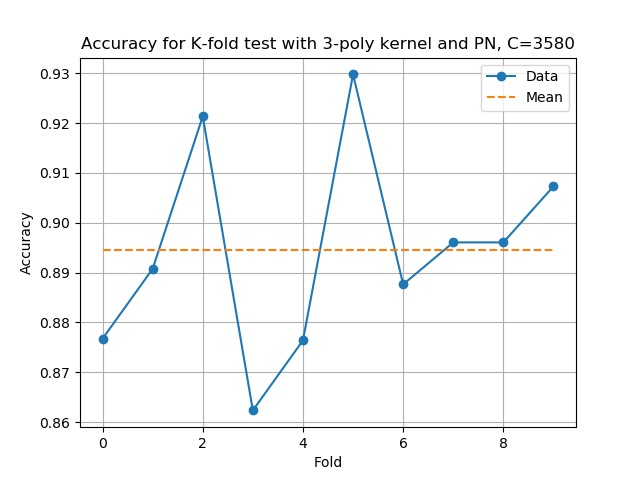 Accuracy for K-fold test with 3-poly kernel and PN, C=3580
Data
Mean
0.93
0.92
0.91
0.90
0.89
0.88
0.87
0.86
Accuracy
0 2 4 6 8
Fold